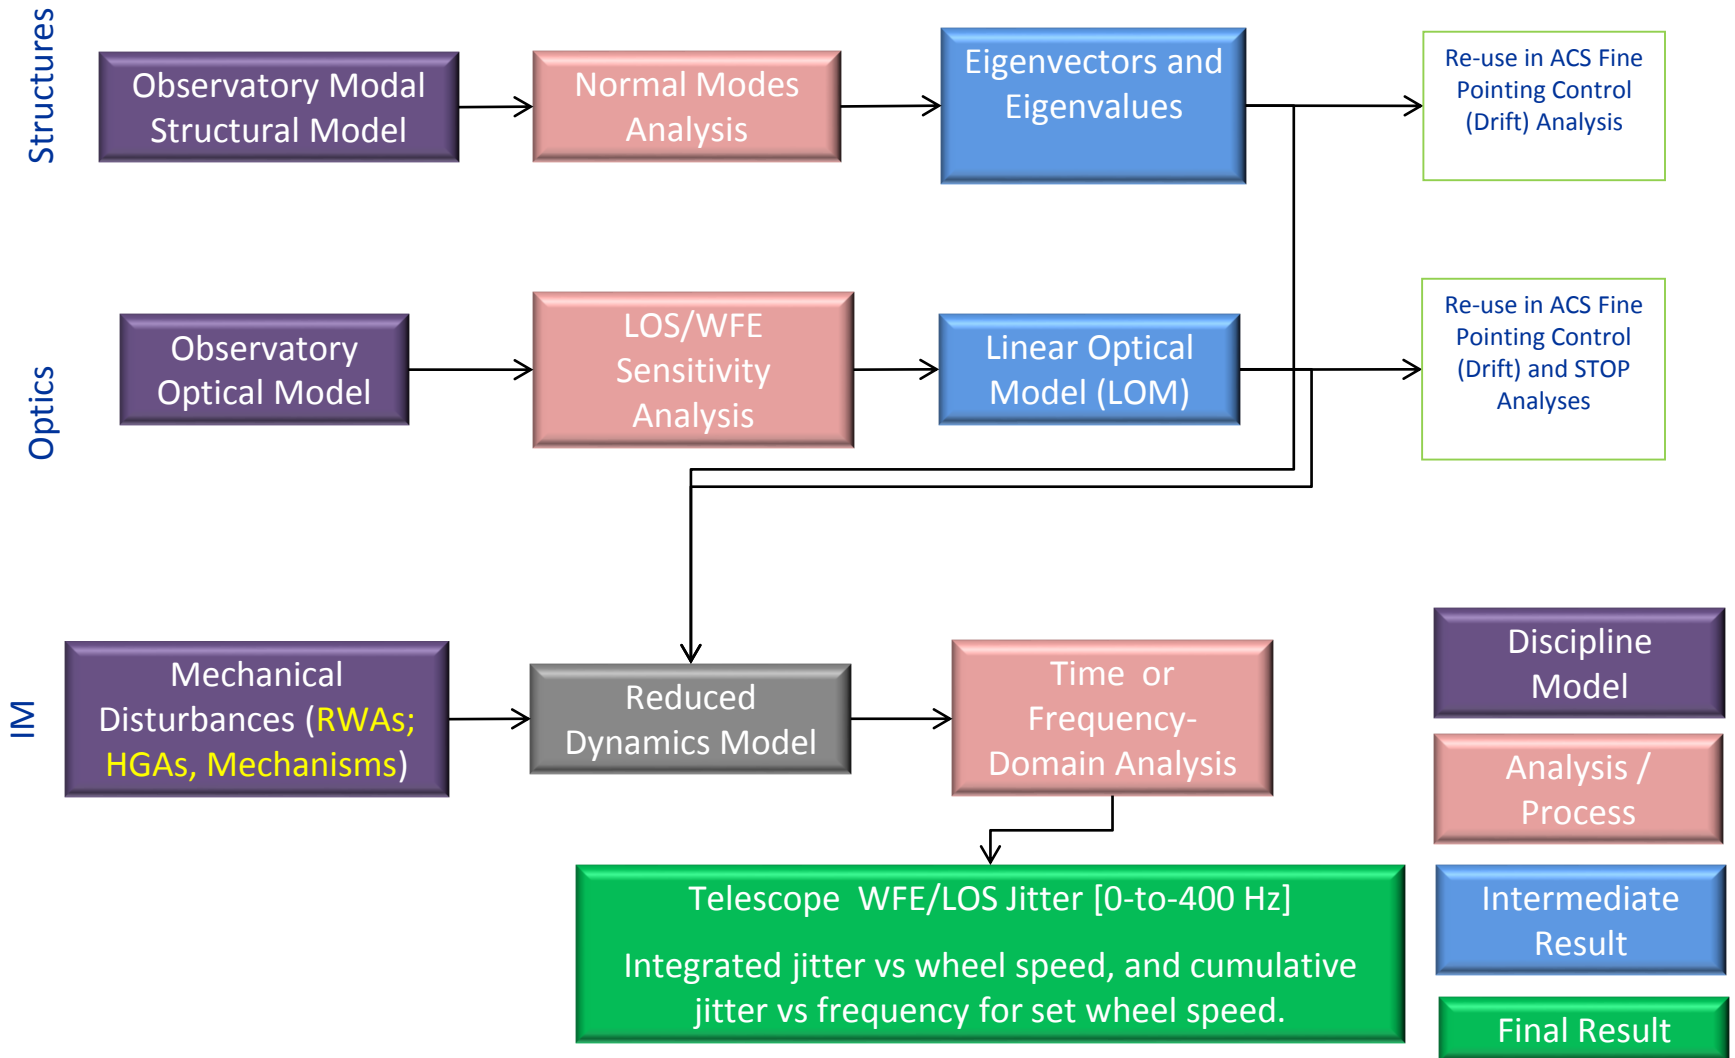 Structures
Observatory Modal
Structural Model
Normal Modes
Analysis
Eigenvectors and
Eigenvalues
Re-use in ACS Fine
Pointing Control
(Drift) Analysis
Optics
Observatory
Optical Model
LOS/WFE
Sensitivity
Analysis
Linear Optical
Model (LOM)
Re-use in ACS Fine
Pointing Control
(Drift) and STOP
Analyses
IM
Mechanical
Disturbances (RWAs;
HGAs, Mechanisms)
Reduced
Dynamics Model
Time or
Frequency-
Domain Analysis
Telescope WFE/LOS Jitter [0-to-400 Hz]
Integrated jitter vs wheel speed, and cumulative
jitter vs frequency for set wheel speed.
Discipline
Model
Analysis /
Process
Intermediate
Result
Final Result